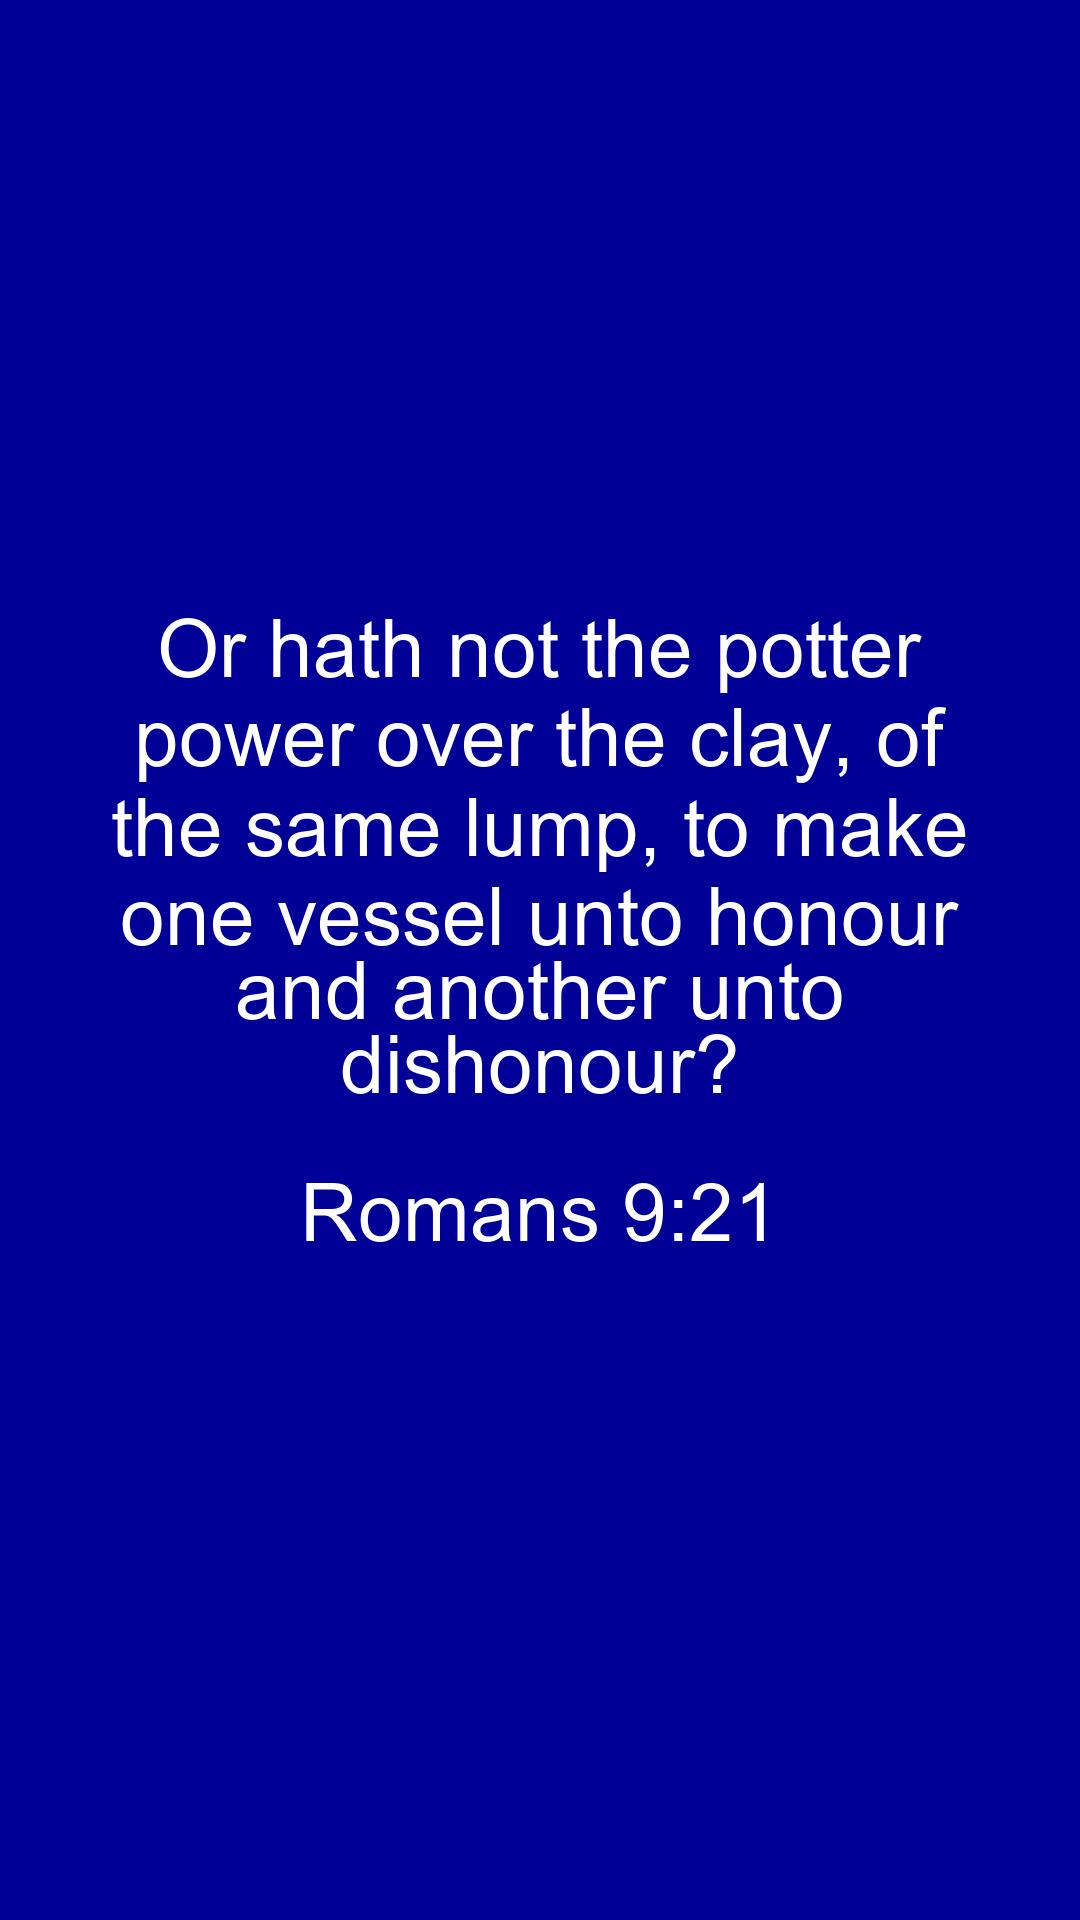 Or hath not the potter
power over the clay, of
the same lump, to make
one vessel unto honour
and another unto
dishonour?
Romans 9:21